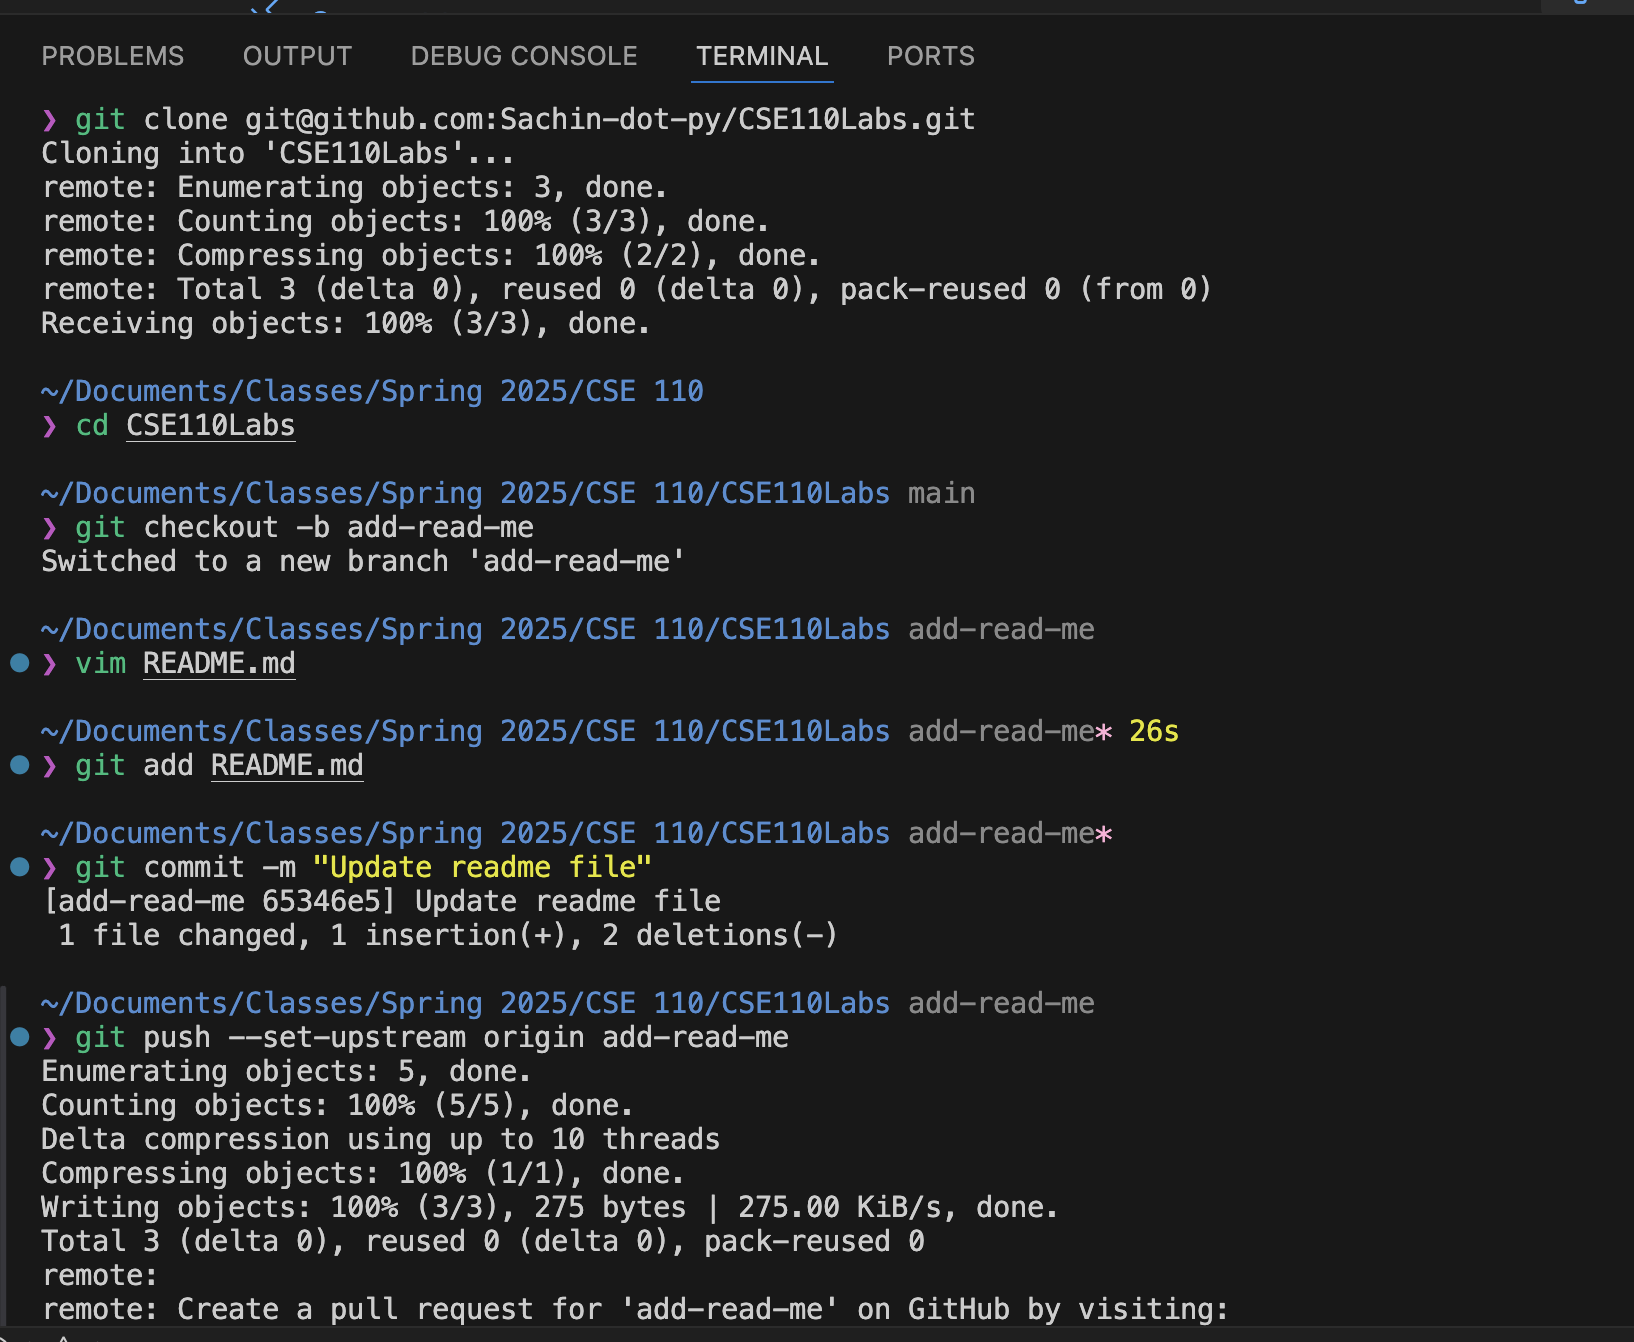 PROBLEMS OUTPUT DEBUG CONSOLE TERMINAL PORTS
❯ git clone git@github.com:Sachin-dot-py/CSE110Labs.git
Cloning into 'CSE110Labs'...
remote: Enumerating objects: 3, done.
remote: Counting objects: 100% (3/3), done.
remote: Compressing objects: 100% (2/2), done.
remote: Total 3 (delta 0), reused 0 (delta 0), pack-reused 0 (from 0)
Receiving objects: 100% (3/3), done.
~/Documents/Classes/Spring 2025/CSE 110
❯ cd CSE110Labs
~/Documents/Classes/Spring 2025/CSE 110/CSE110Labs main
❯ git checkout -b add-read-me
Switched to a new branch 'add-read-me'
~/Documents/Classes/Spring 2025/CSE 110/CSE110Labs add-read-me
❯ vim README.md
~/Documents/Classes/Spring 2025/CSE 110/CSE110Labs add-read-me* 26s
❯ git add README.md
~/Documents/Classes/Spring 2025/CSE 110/CSE110Labs add-read-me*
❯ git commit -m "Update readme file"
[add-read-me 65346e5] Update readme file
1 file changed, 1 insertion(+), 2 deletions(-)
~/Documents/Classes/Spring 2025/CSE 110/CSE110Labs add-read-me
❯ git push --set-upstream origin add-read-me
Enumerating objects: 5, done.
Counting objects: 100% (5/5), done.
Delta compression using up to 10 threads
Compressing objects: 100% (1/1), done.
Writing objects: 100% (3/3), 275 bytes | 275.00 KiB/s, done.
Total 3 (delta 0), reused 0 (delta 0), pack-reused 0
remote:
remote: Create a pull request for 'add-read-me' on GitHub by visiting: